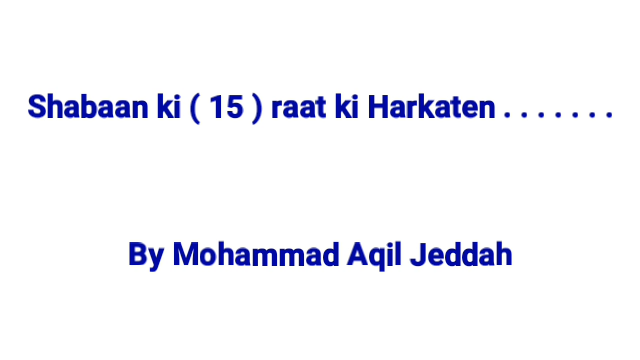 Shabaan ki ( 15 ) raat ki Harkaten . . . . . . .
By Mohammad Aqil Jeddah